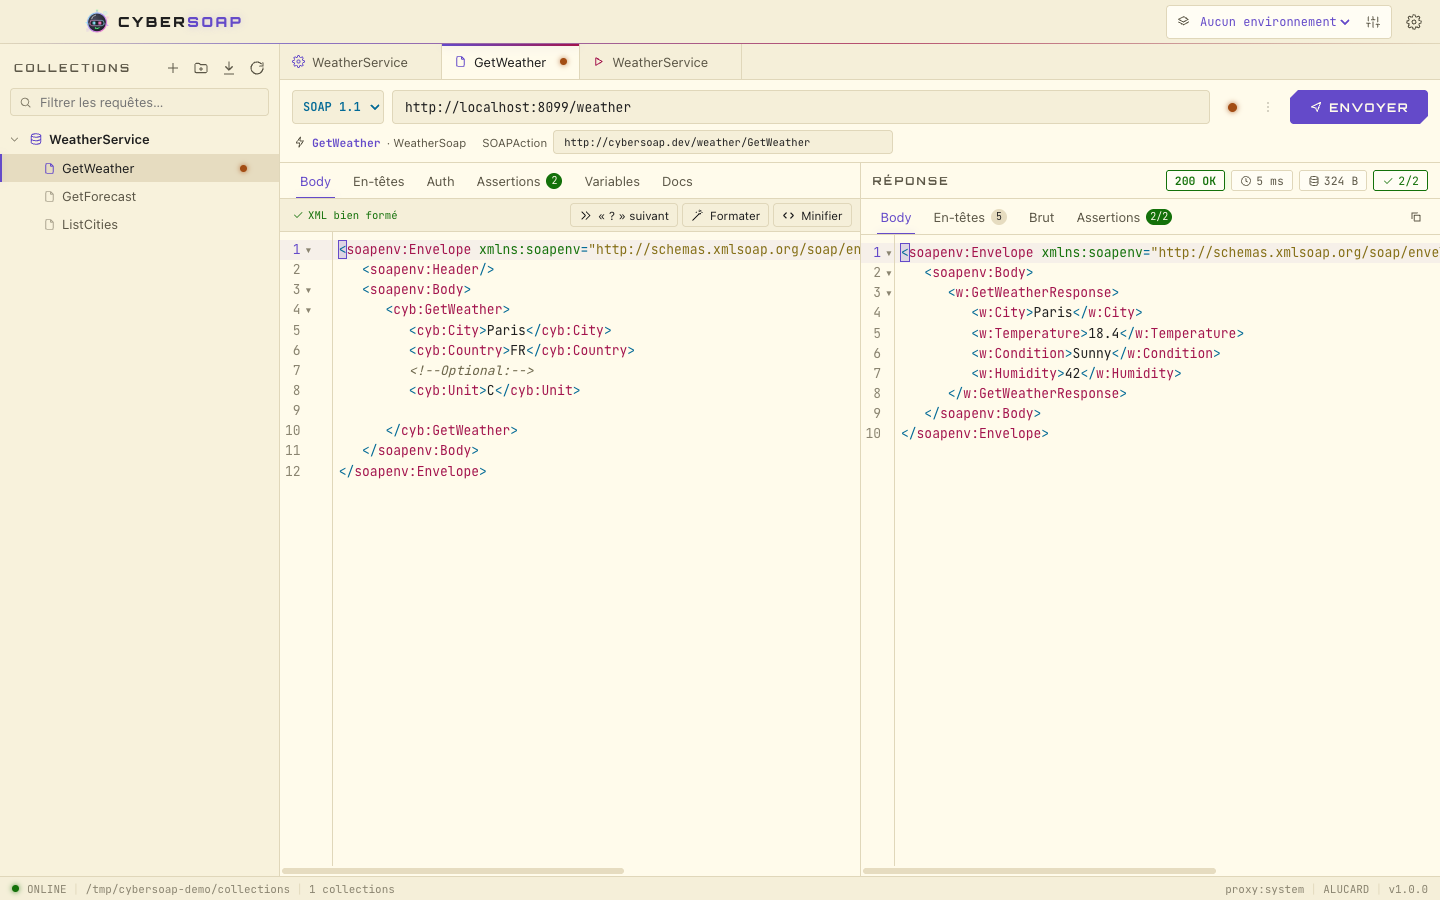 CYBERSOAP
Aucun environnement
COLLECTIONS
Filtrer les requêtes...
WeatherService
GetWeather
GetForecast
ListCities
WeatherService
GetWeather
WeatherService
SOAP 1.1
http://localhost:8099/weather
ENVOYER
GetWeather · WeatherSoap SOAPAction http://cybersoap.dev/weather/GetWeather
Body En-têtes Auth Assertions 2 Variables Docs
XML bien formé
« ? » suivant Formater Minifier
1 <soapenv:Envelope xmlns:soapenv="http://schemas.xmlsoap.org/soap/en
2 <soapenv:Header/>
3 <soapenv:Body>
4 <cyb:GetWeather>
5 <cyb:City>Paris</cyb:City>
6 <cyb:Country>FR</cyb:Country>
7 <!--Optional:-->
8 <cyb:Unit>C</cyb:Unit>
9
10 </cyb:GetWeather>
11 </soapenv:Body>
12 </soapenv:Envelope>
RÉPONSE
200 OK 5 ms 324 B 2/2
Body En-têtes 5 Brut Assertions 2/2
1 <soapenv:Envelope xmlns:soapenv="http://schemas.xmlsoap.org/soap/enve
2 <soapenv:Body>
3 <w:GetWeatherResponse>
4 <w:City>Paris</w:City>
5 <w:Temperature>18.4</w:Temperature>
6 <w:Condition>Sunny</w:Condition>
7 <w:Humidity>42</w:Humidity>
8 </w:GetWeatherResponse>
9 </soapenv:Body>
10 </soapenv:Envelope>
ONLINE /tmp/cybersoap-demo/collections 1 collections
proxy:system ALUCARD v1.0.0